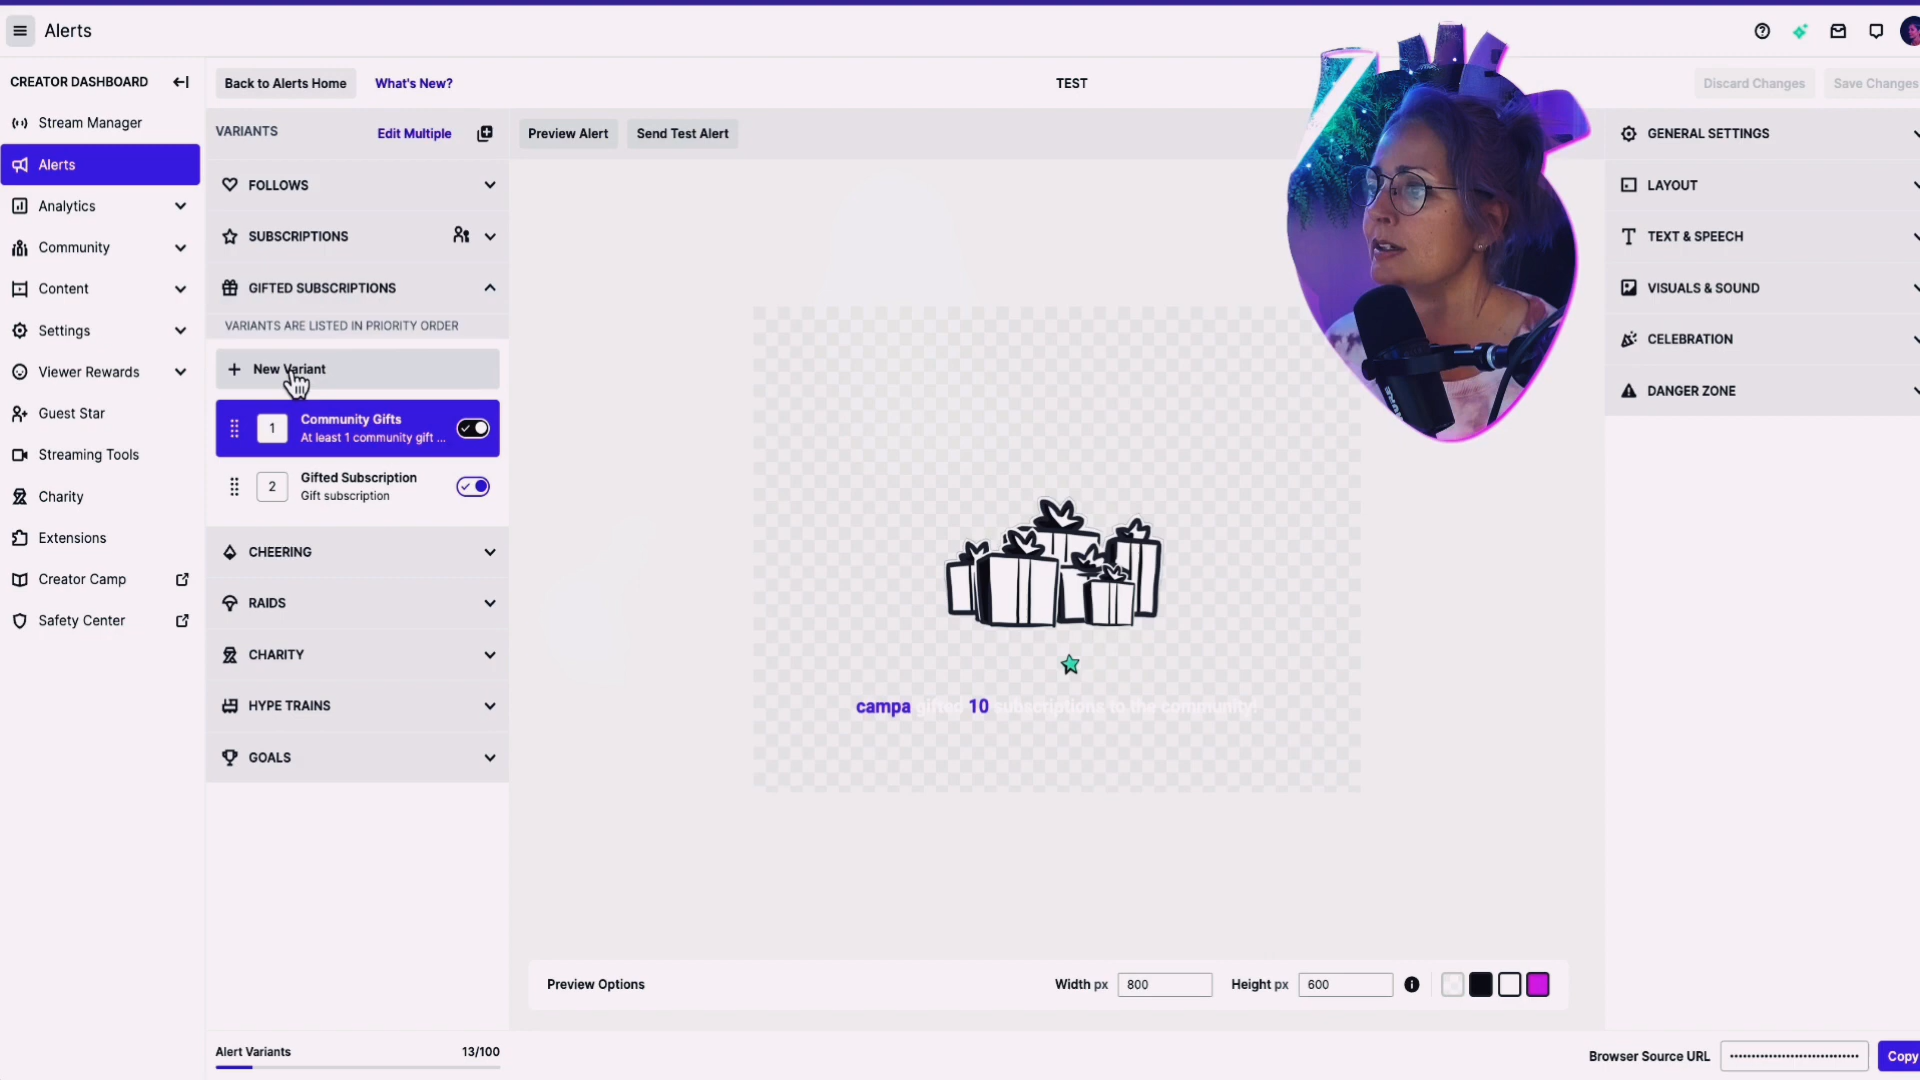 Alerts
CREATOR DASHBOARD
Stream Manager
Alerts
Analytics
Community
Content
Settings
Viewer Rewards
Guest Star
Streaming Tools
Charity
Extensions
Creator Camp
Safety Center
Back to Alerts Home
What's New?
TEST
Discard Changes
Save Changes
VARIANTS
Edit Multiple
FOLLOWS
SUBSCRIPTIONS
GIFTED SUBSCRIPTIONS
VARIANTS ARE LISTED IN PRIORITY ORDER
New Variant
1
Community Gifts
At least 1 community gift ...
2
Gifted Subscription
Gift subscription
CHEERING
RAIDS
CHARITY
HYPE TRAINS
GOALS
Alert Variants
13/100
Preview Alert
Send Test Alert
campa gifted 10 subscriptions to the community!
Preview Options
Width px
800
Height px
600
GENERAL SETTINGS
LAYOUT
TEXT & SPEECH
VISUALS & SOUND
CELEBRATION
DANGER ZONE
Browser Source URL
Copy